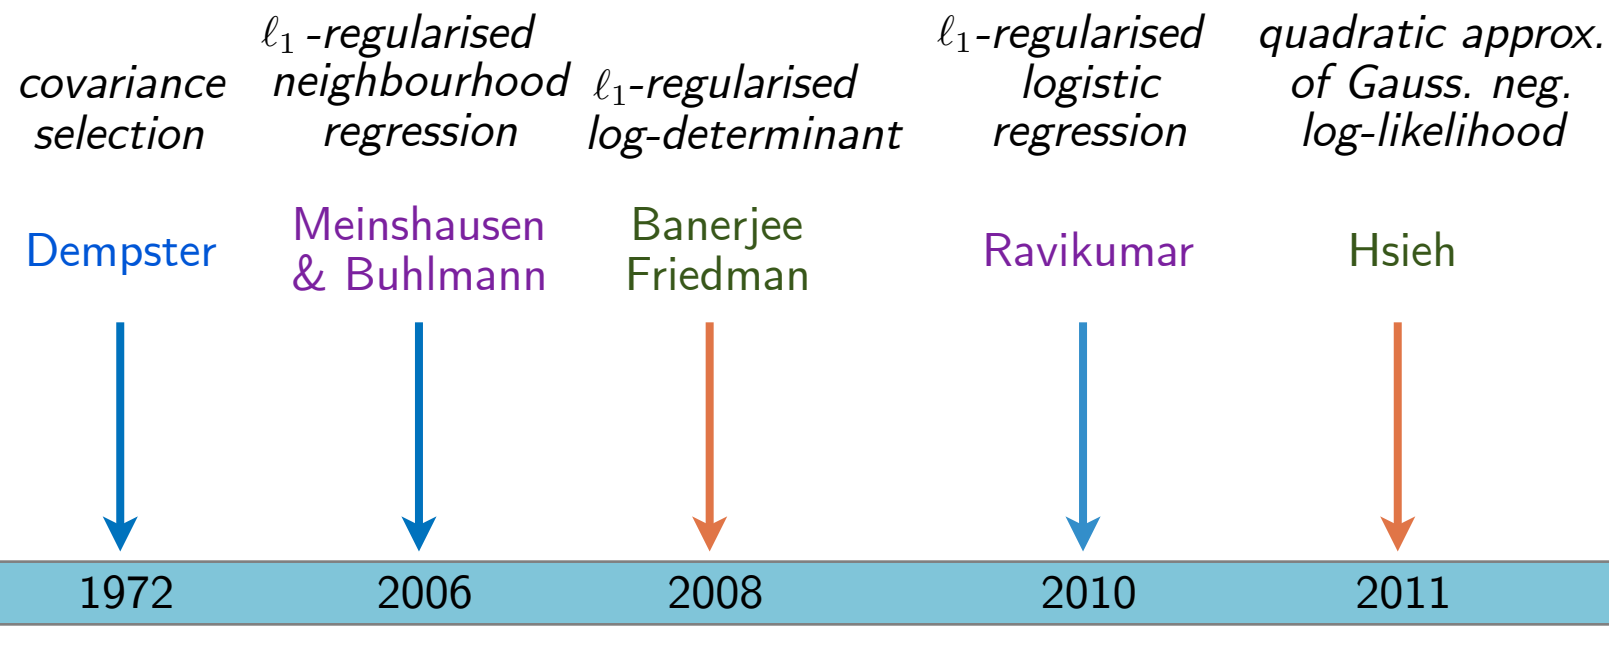 covariance
selection
ℓ1 -regularised
neighbourhood
regression
ℓ1-regularised
log-determinant
ℓ1-regularised
logistic
regression
quadratic approx.
of Gauss. neg.
log-likelihood
Dempster
Meinshausen
& Buhlmann
Banerjee
Friedman
Ravikumar
Hsieh
1972
2006
2008
2010
2011